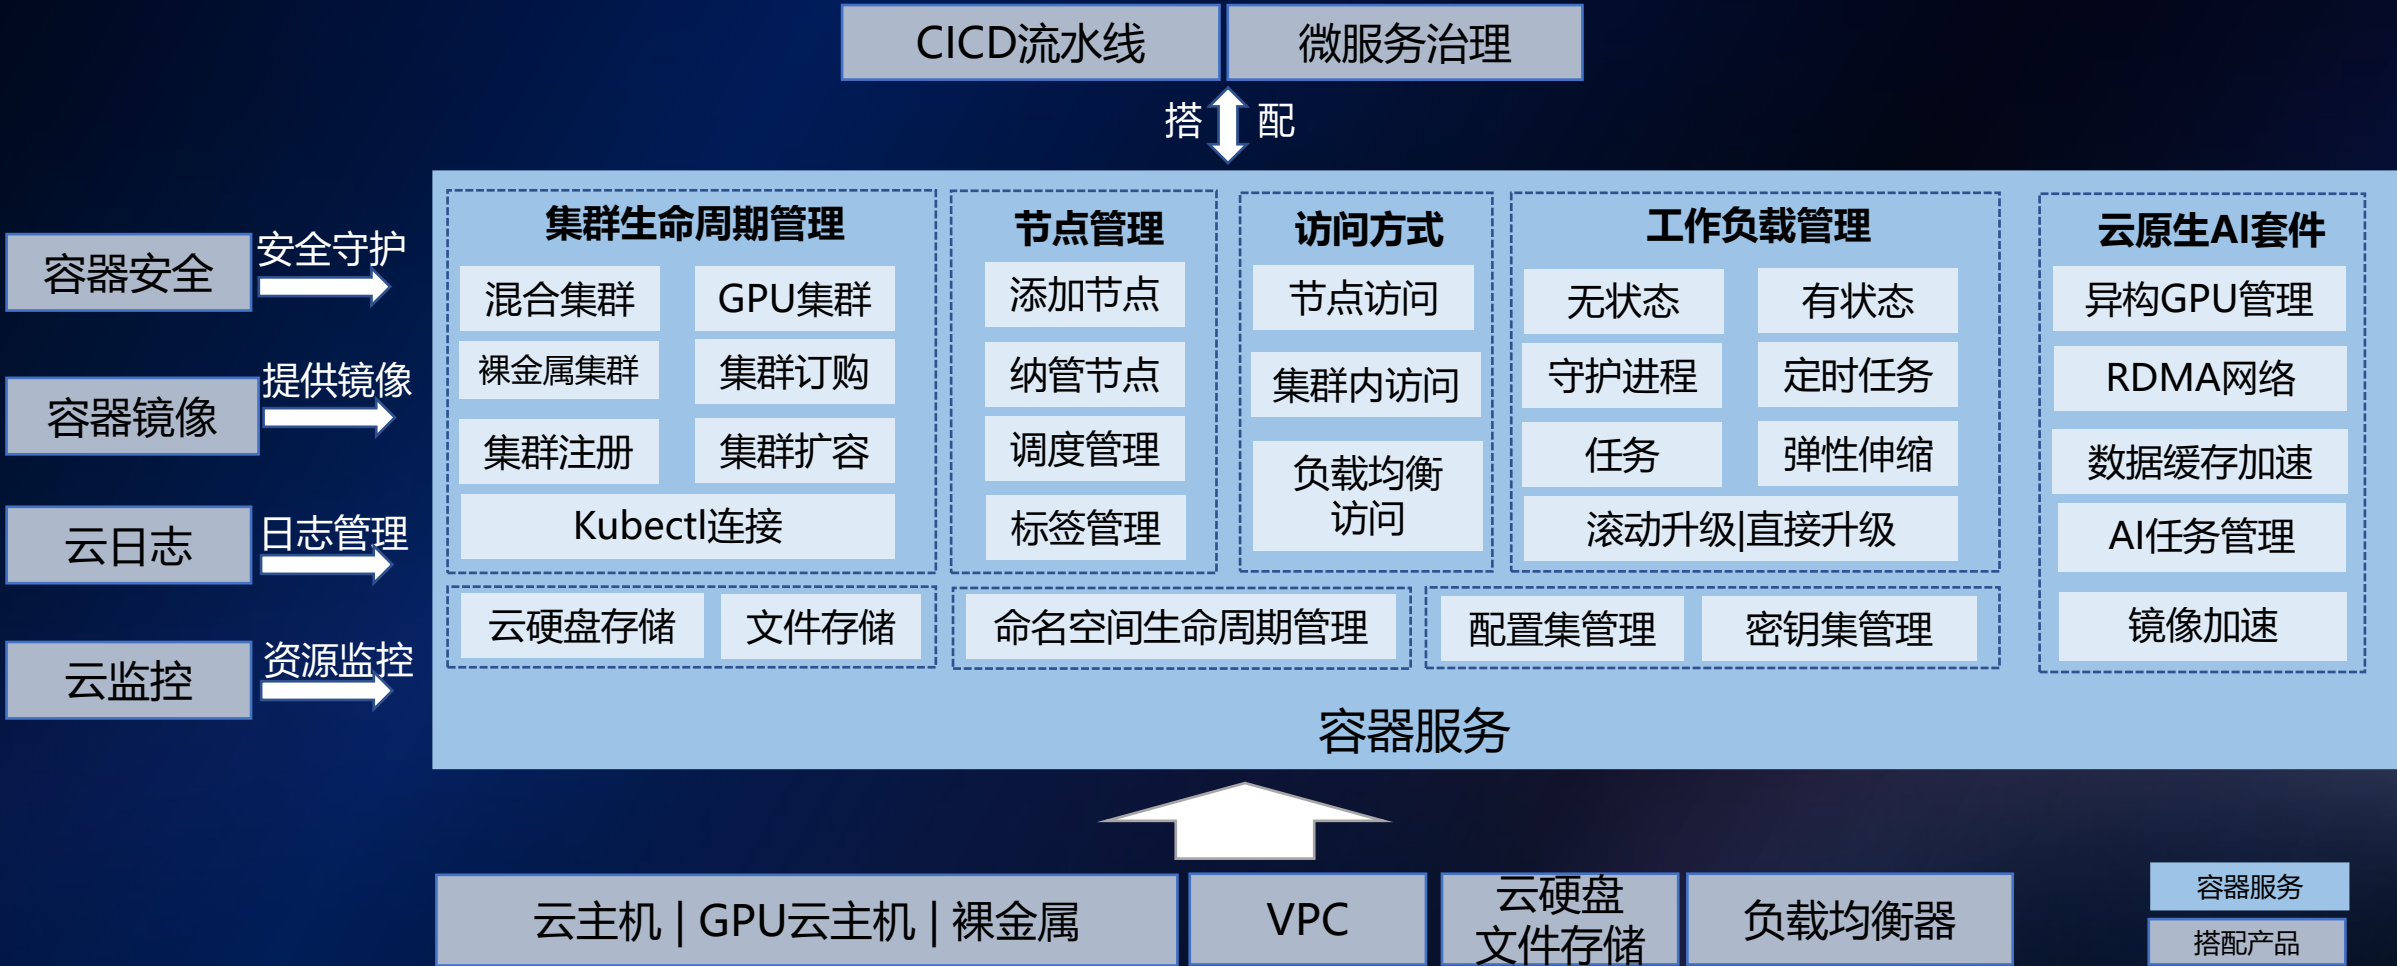 CICD流水线
微服务治理
搭 配
容器安全
安全守护
容器镜像
提供镜像
云日志
日志管理
云监控
资源监控
集群生命周期管理
混合集群
GPU集群
裸金属集群
集群订购
集群注册
集群扩容
Kubectl连接
节点管理
添加节点
纳管节点
调度管理
标签管理
访问方式
节点访问
集群内访问
负载均衡
访问
工作负载管理
无状态
有状态
守护进程
定时任务
任务
弹性伸缩
滚动升级|直接升级
云原生AI套件
异构GPU管理
RDMA网络
数据缓存加速
AI任务管理
镜像加速
云硬盘存储
文件存储
命名空间生命周期管理
配置集管理
密钥集管理
容器服务
云主机 | GPU云主机 | 裸金属
VPC
云硬盘
文件存储
负载均衡器
容器服务
搭配产品